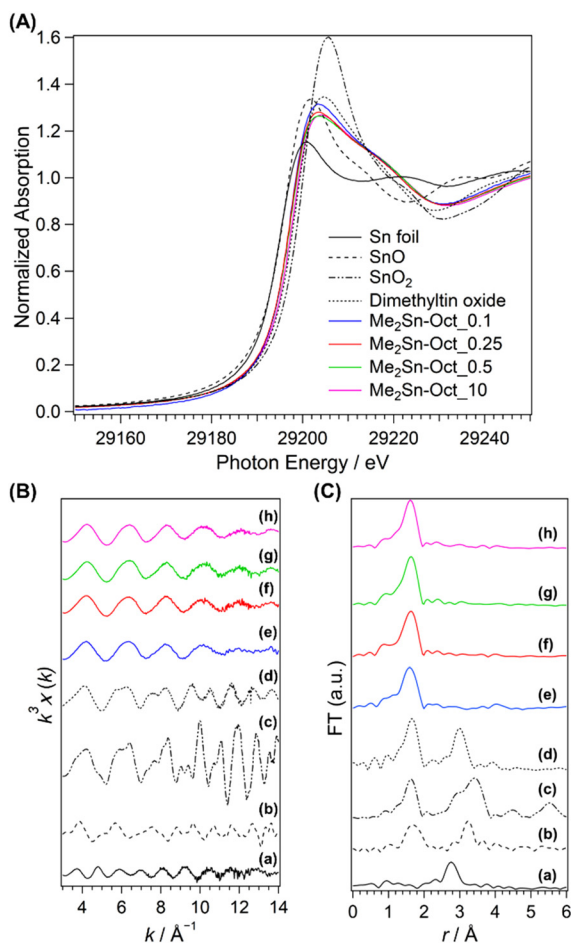 (A)
1.6
1.4
1.2
1.0
0.8
0.6
0.4
0.2
0.0
Normalized Absorption
Sn foil
SnO
SnO₂
Dimethyltin oxide
Me₂Sn-Oct_0.1
Me₂Sn-Oct_0.25
Me₂Sn-Oct_0.5
Me₂Sn-Oct_10
29160 29180 29200 29220 29240
Photon Energy / eV
(B)
(h)
(g)
(f)
(e)
(d)
(c)
(b)
(a)
k³ χ (k)
4 6 8 10 12 14
k / Å⁻¹
(C)
(h)
(g)
(f)
(e)
(d)
(c)
(b)
(a)
FT (a.u.)
0 1 2 3 4 5 6
r / Å